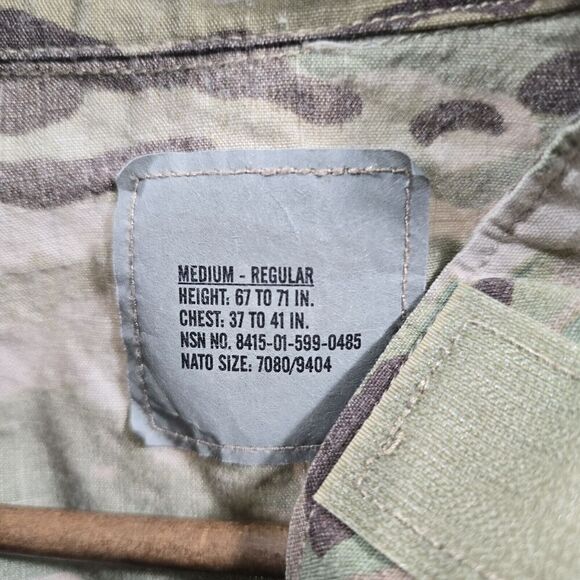 MEDIUM - REGULAR
HEIGHT: 67 TO 71 IN.
CHEST: 37 TO 41 IN.
NSN NO. 8415-01-599-0485
NATO SIZE: 7080/9404